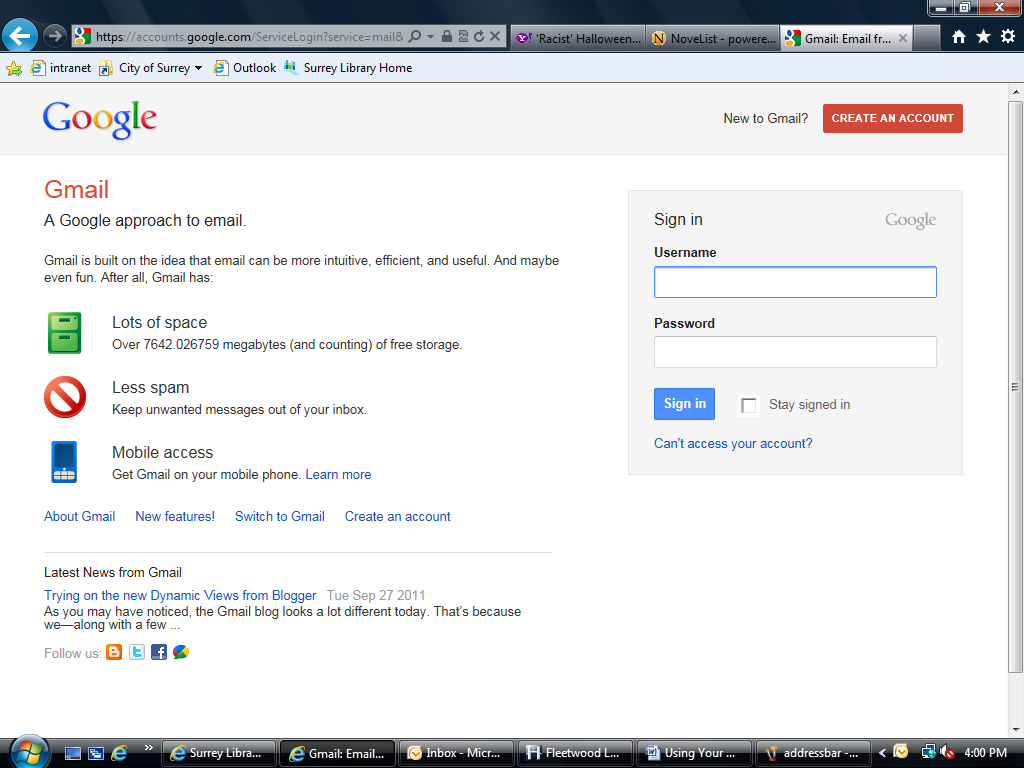 https://accounts.google.com/ServiceLogin?service=mail&
'Racist' Halloween...
NoveList - powere...
Gmail: Email fr...
intranet
City of Surrey
Outlook
Surrey Library Home
Google
New to Gmail?
CREATE AN ACCOUNT
Gmail
A Google approach to email.
Gmail is built on the idea that email can be more intuitive, efficient, and useful. And maybe
even fun. After all, Gmail has:
Lots of space
Over 7642.026759 megabytes (and counting) of free storage.
Less spam
Keep unwanted messages out of your inbox.
Mobile access
Get Gmail on your mobile phone. Learn more
About Gmail New features! Switch to Gmail Create an account
Latest News from Gmail
Trying on the new Dynamic Views from Blogger Tue Sep 27 2011
As you may have noticed, the Gmail blog looks a lot different today. That's because
we—along with a few ...
Follow us:
Sign in Google
Username
Password
Sign in Stay signed in
Can't access your account?
Surrey Libra...
Gmail: Email...
Inbox - Micr...
Fleetwood L...
Using Your ...
addressbar -...
4:00 PM